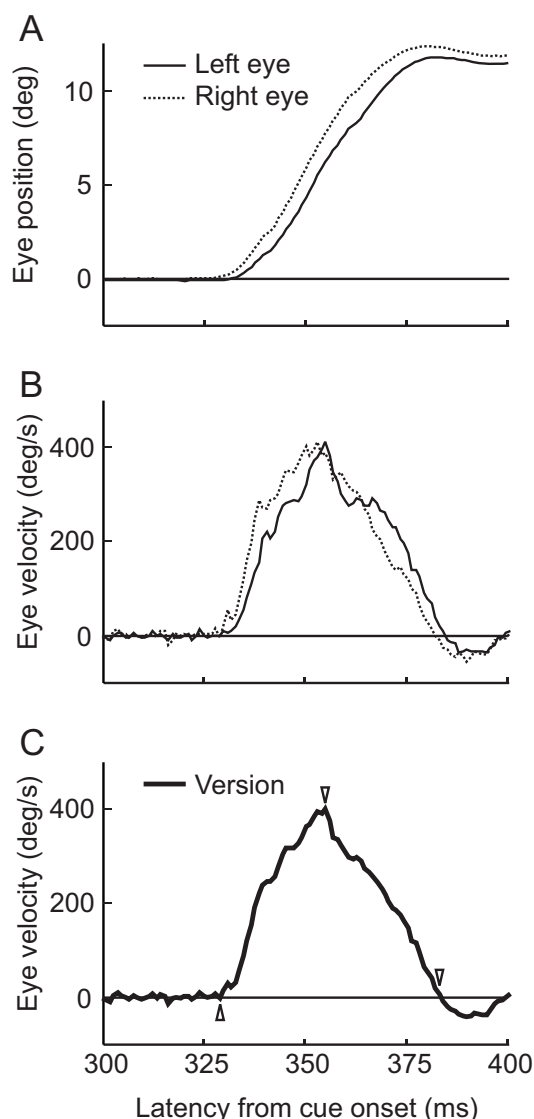 A
Eye position (deg)
10
5
0
Left eye
Right eye
B
Eye velocity (deg/s)
400
200
0
C
Eye velocity (deg/s)
400
200
0
Version
300 325 350 375 400
Latency from cue onset (ms)